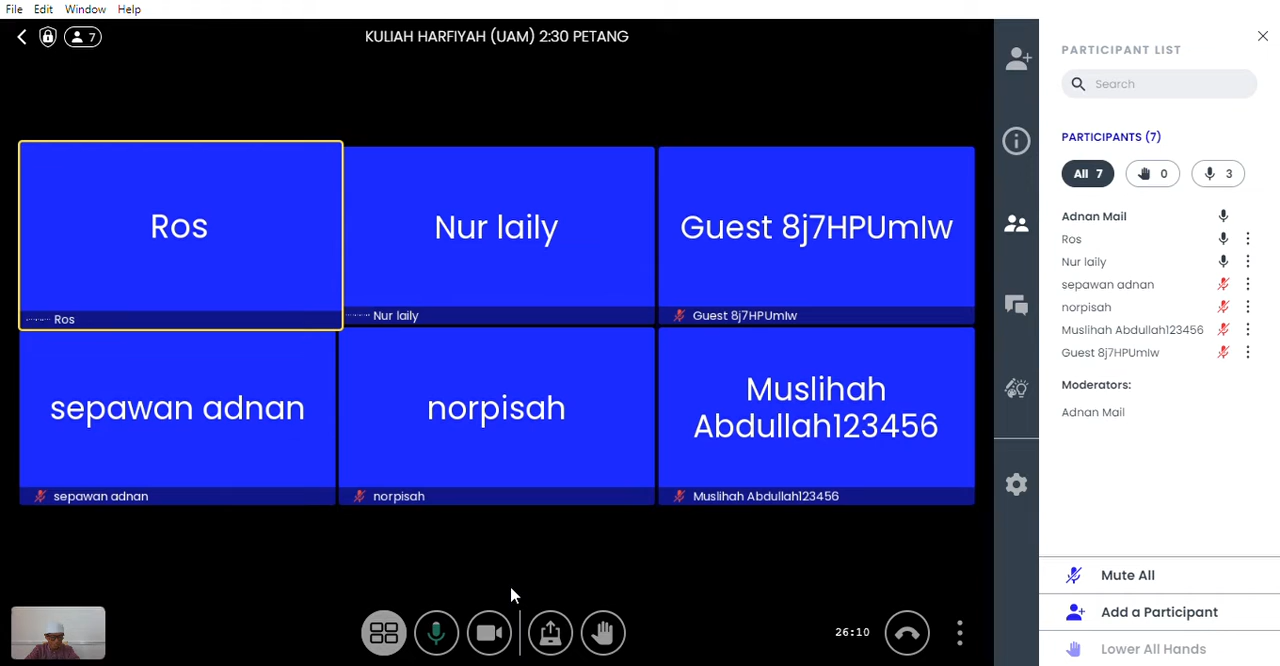 File Edit Window Help
7
KULIAH HARFIYAH (UAM) 2:30 PETANG
Ros
Ros
Nur laily
Nur laily
Guest 8j7HPUmIw
Guest 8j7HPUmIw
sepawan adnan
sepawan adnan
norpisah
norpisah
Muslihah
Abdullah123456
Muslihah Abdullah123456
26:10
PARTICIPANT LIST
Search
PARTICIPANTS (7)
All 7 0 3
Adnan Mail
Ros
Nur laily
sepawan adnan
norpisah
Muslihah Abdullah123456
Guest 8j7HPUmIw
Moderators:
Adnan Mail
Mute All
Add a Participant
Lower All Hands